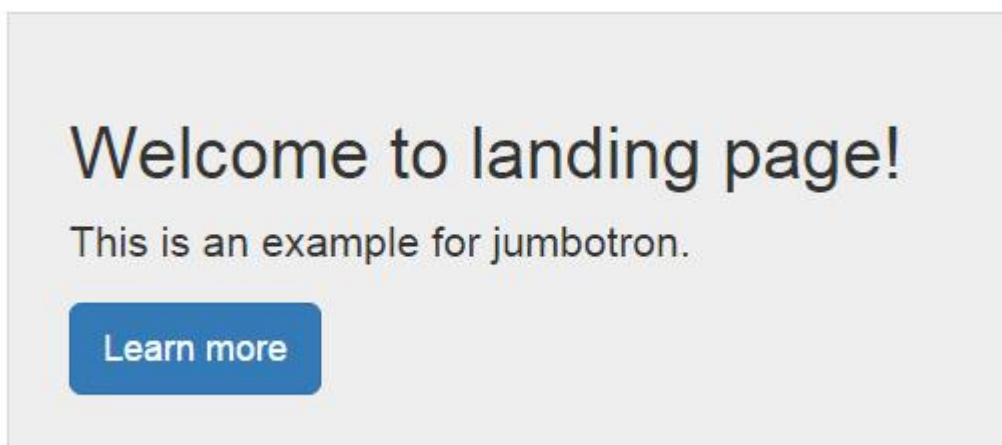 Welcome to landing page!
This is an example for jumbotron.
Learn more